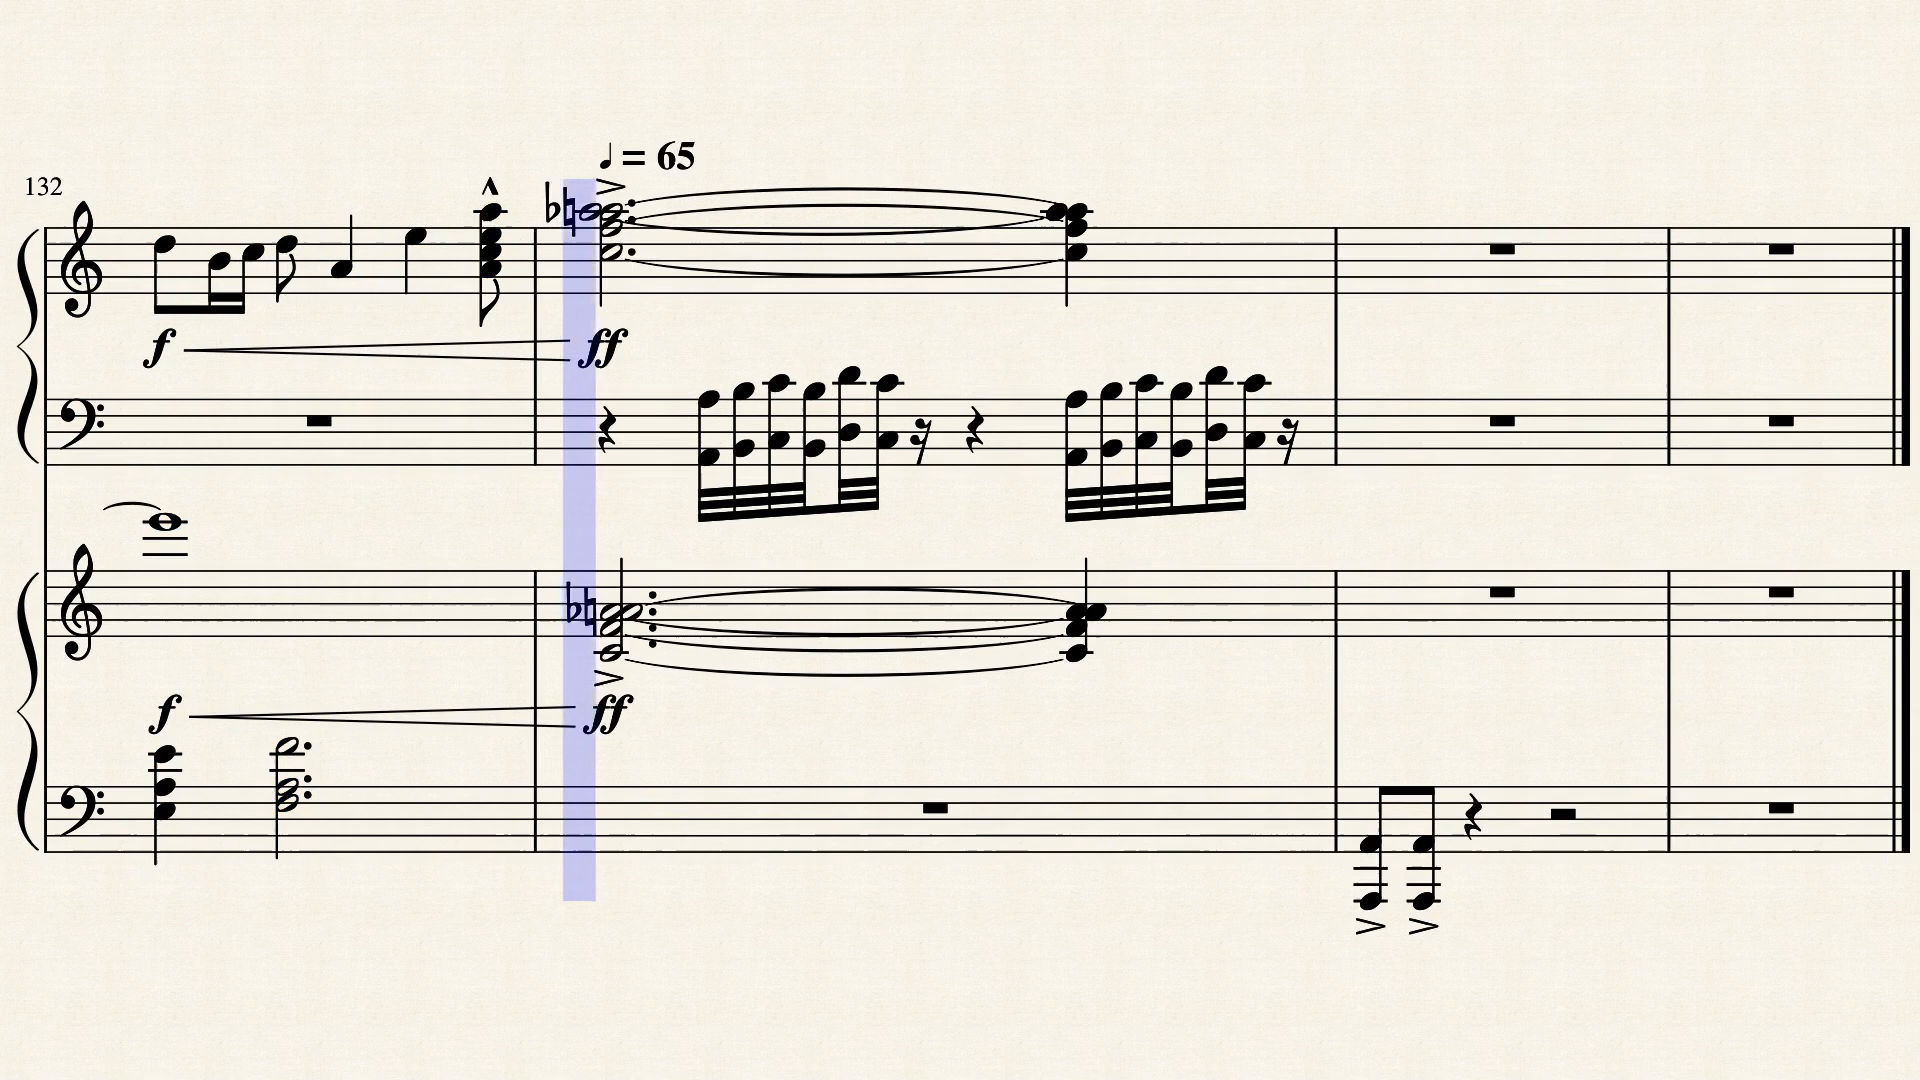 ♩ = 65
132
f ff
f ff